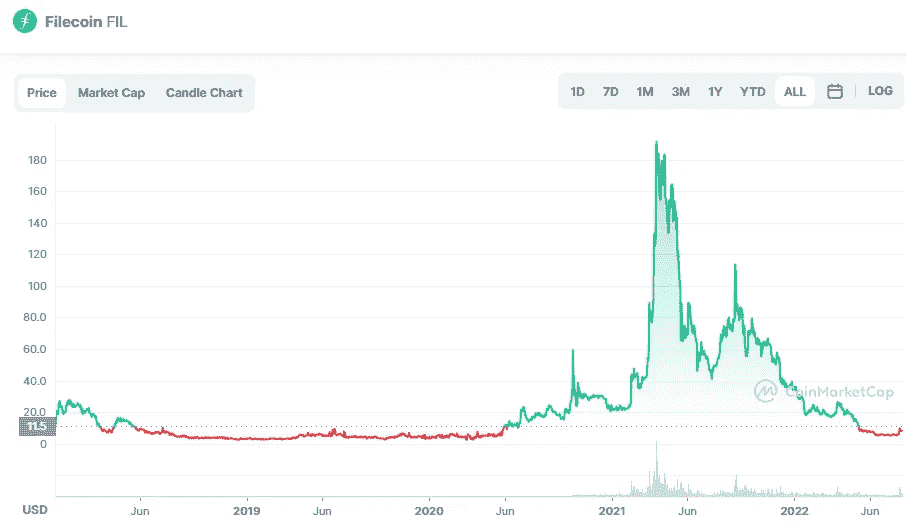 Filecoin FIL
Price Market Cap Candle Chart
1D 7D 1M 3M 1Y YTD ALL LOG
180
160
140
120
100
80.0
60.0
40.0
CoinMarketCap
20.0
11.5
0
USD Jun 2019 Jun 2020 Jun 2021 Jun 2022 Jun